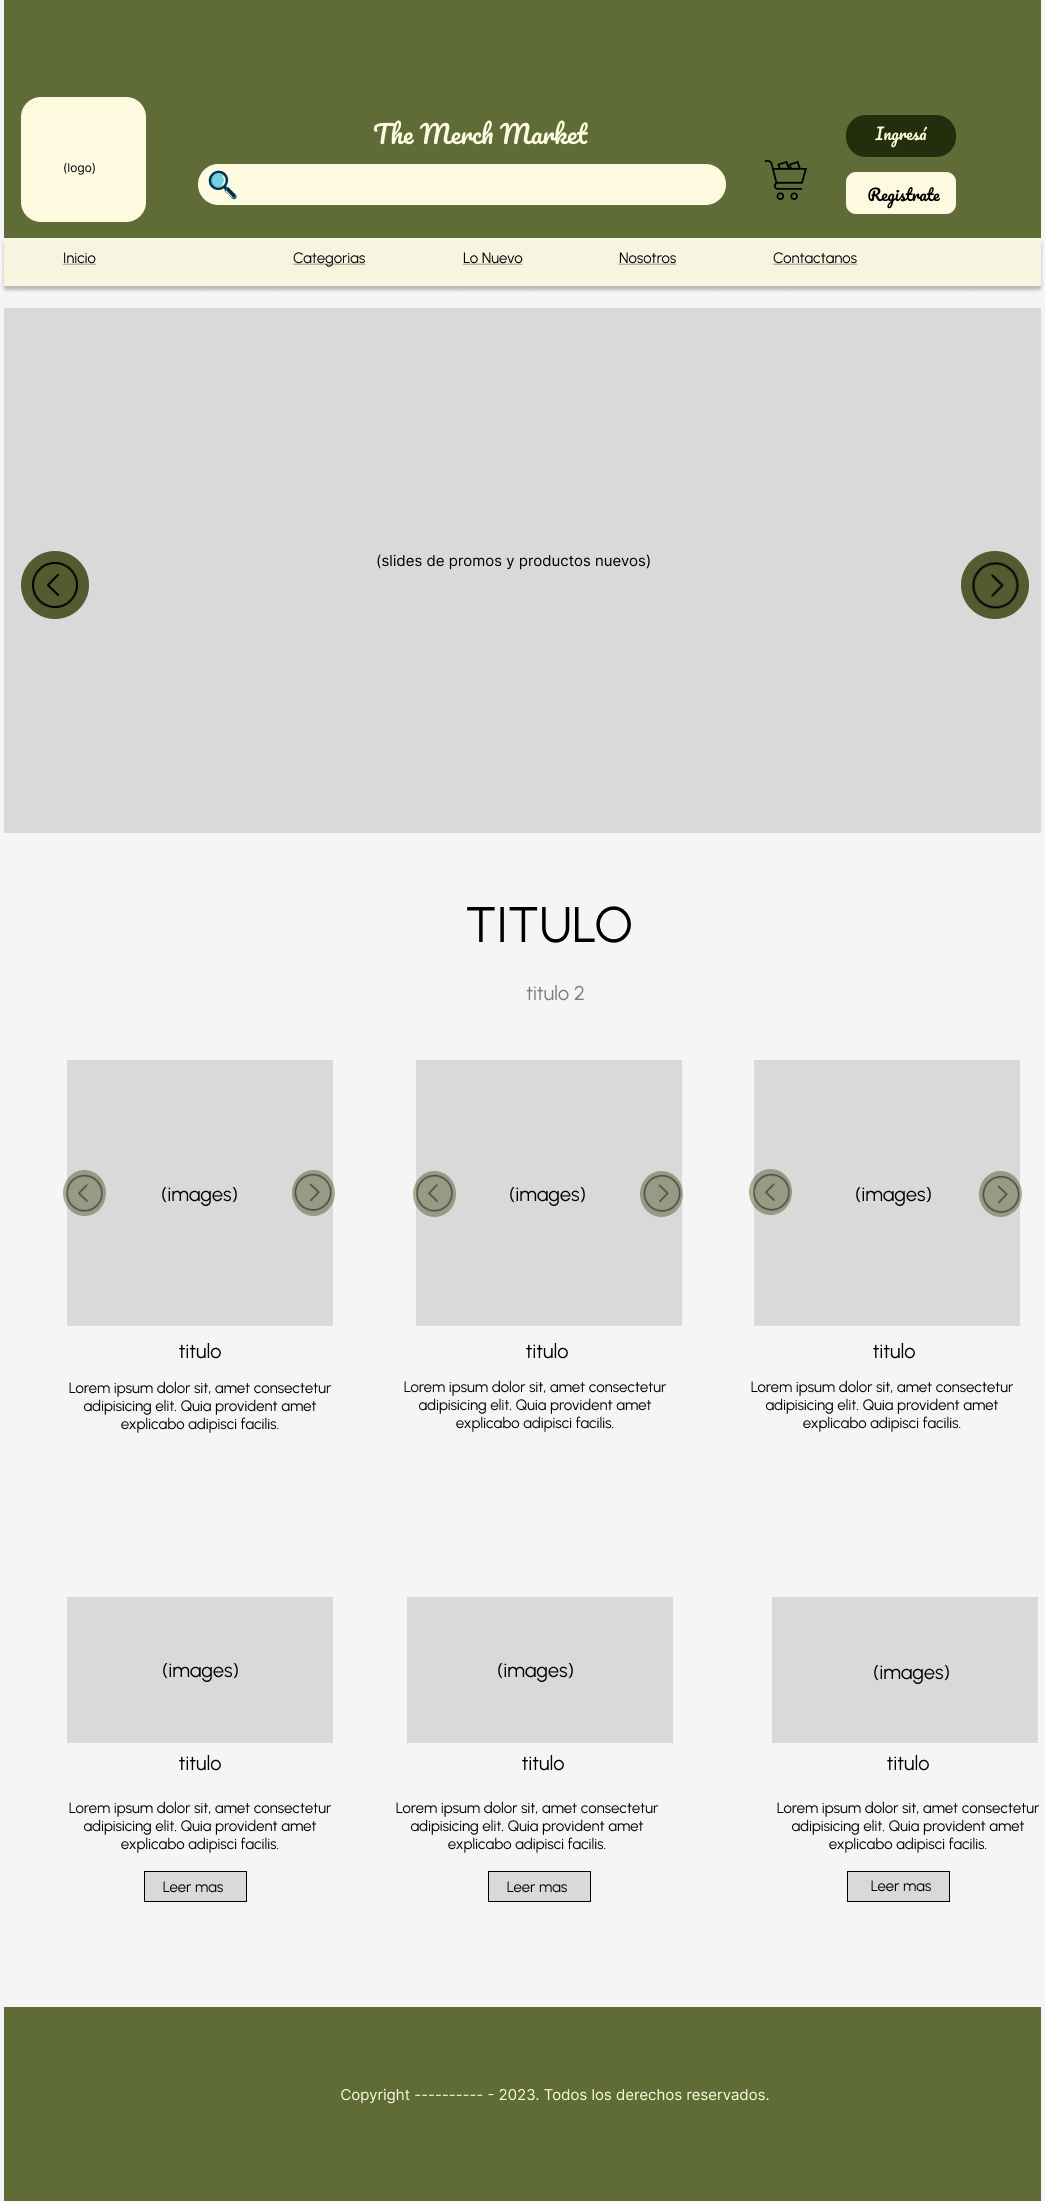 The Merch Market
Ingresá
(logo)
Registrate
Inicio
Categorias
Lo Nuevo
Nosotros
Contactanos
(slides de promos y productos nuevos)
TITULO
titulo 2
(images)
(images)
(images)
titulo
Lorem ipsum dolor sit, amet consectetur
adipisicing elit. Quia provident amet
explicabo adipisci facilis.
titulo
Lorem ipsum dolor sit, amet consectetur
adipisicing elit. Quia provident amet
explicabo adipisci facilis.
titulo
Lorem ipsum dolor sit, amet consectetur
adipisicing elit. Quia provident amet
explicabo adipisci facilis.
(images)
(images)
(images)
titulo
Lorem ipsum dolor sit, amet consectetur
adipisicing elit. Quia provident amet
explicabo adipisci facilis.
Leer mas
titulo
Lorem ipsum dolor sit, amet consectetur
adipisicing elit. Quia provident amet
explicabo adipisci facilis.
Leer mas
titulo
Lorem ipsum dolor sit, amet consectetur
adipisicing elit. Quia provident amet
explicabo adipisci facilis.
Leer mas
Copyright ---------- - 2023. Todos los derechos reservados.